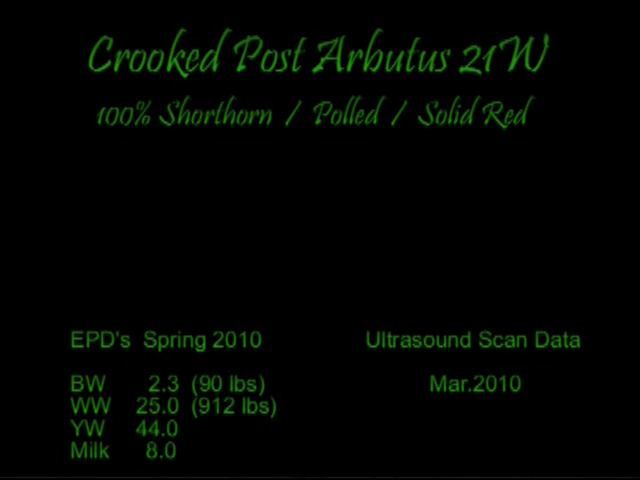 Crooked Post Arbutus 21W
100% Shorthorn / Polled / Solid Red
EPD's Spring 2010
BW 2.3 (90 lbs)
WW 25.0 (912 lbs)
YW 44.0
Milk 8.0
Ultrasound Scan Data
Mar.2010